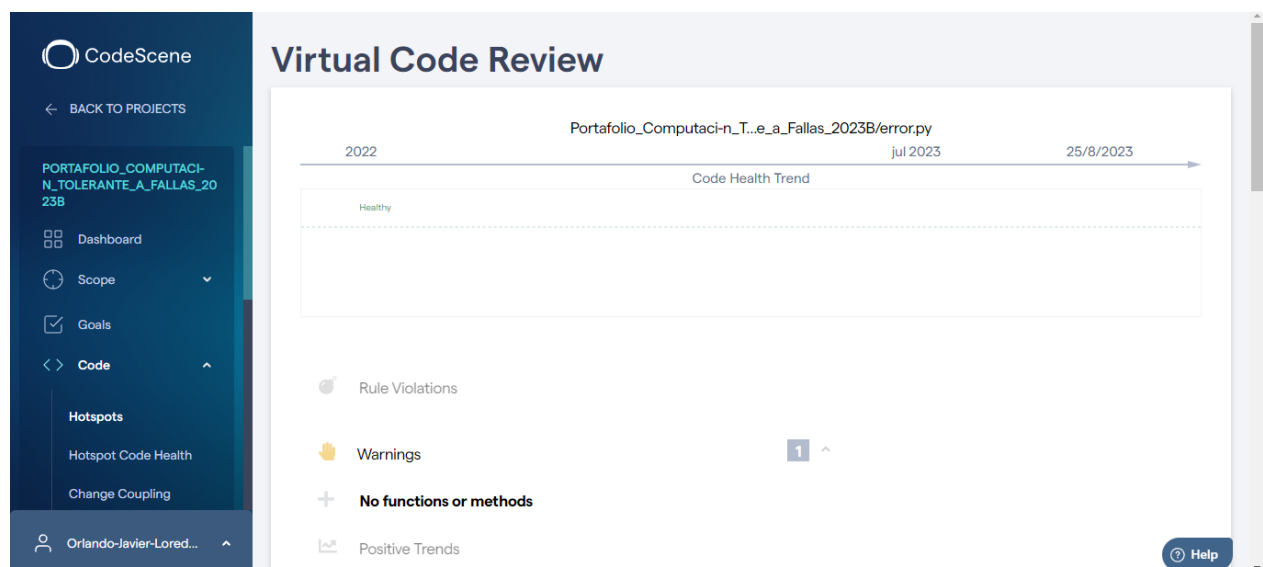 CodeScene
BACK TO PROJECTS
PORTAFOLIO_COMPUTACI-
N_TOLERANTE_A_FALLAS_20
23B
Dashboard
Scope
Goals
Code
Hotspots
Hotspot Code Health
Change Coupling
Orlando-Javier-Lored...
Virtual Code Review
Portafolio_Computaci-n_T...e_a_Fallas_2023B/error.py
2022 jul 2023 25/8/2023
Code Health Trend
Healthy
Rule Violations
Warnings 1
No functions or methods
Positive Trends
Help